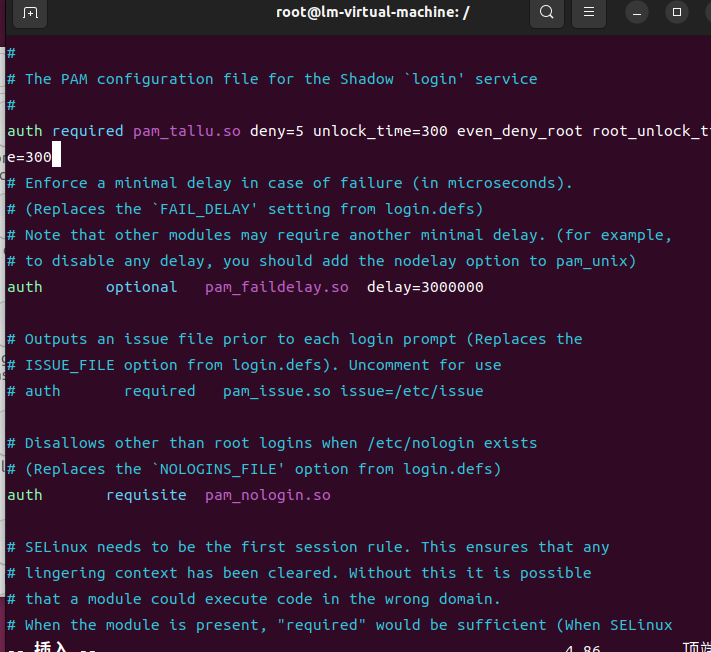 root@lm-virtual-machine: /
#
# The PAM configuration file for the Shadow `login' service
#
auth required pam_tallu.so deny=5 unlock_time=300 even_deny_root root_unlock_t
e=300
# Enforce a minimal delay in case of failure (in microseconds).
# (Replaces the `FAIL_DELAY' setting from login.defs)
# Note that other modules may require another minimal delay. (for example,
# to disable any delay, you should add the nodelay option to pam_unix)
auth       optional   pam_faildelay.so  delay=3000000
# Outputs an issue file prior to each login prompt (Replaces the
# ISSUE_FILE option from login.defs). Uncomment for use
# auth       required   pam_issue.so issue=/etc/issue
# Disallows other than root logins when /etc/nologin exists
# (Replaces the `NOLOGINS_FILE' option from login.defs)
auth       requisite  pam_nologin.so
# SELinux needs to be the first session rule. This ensures that any
# lingering context has been cleared. Without this it is possible
# that a module could execute code in the wrong domain.
# When the module is present, "required" would be sufficient (When SELinux
-- 插入 -- 4,86 顶端